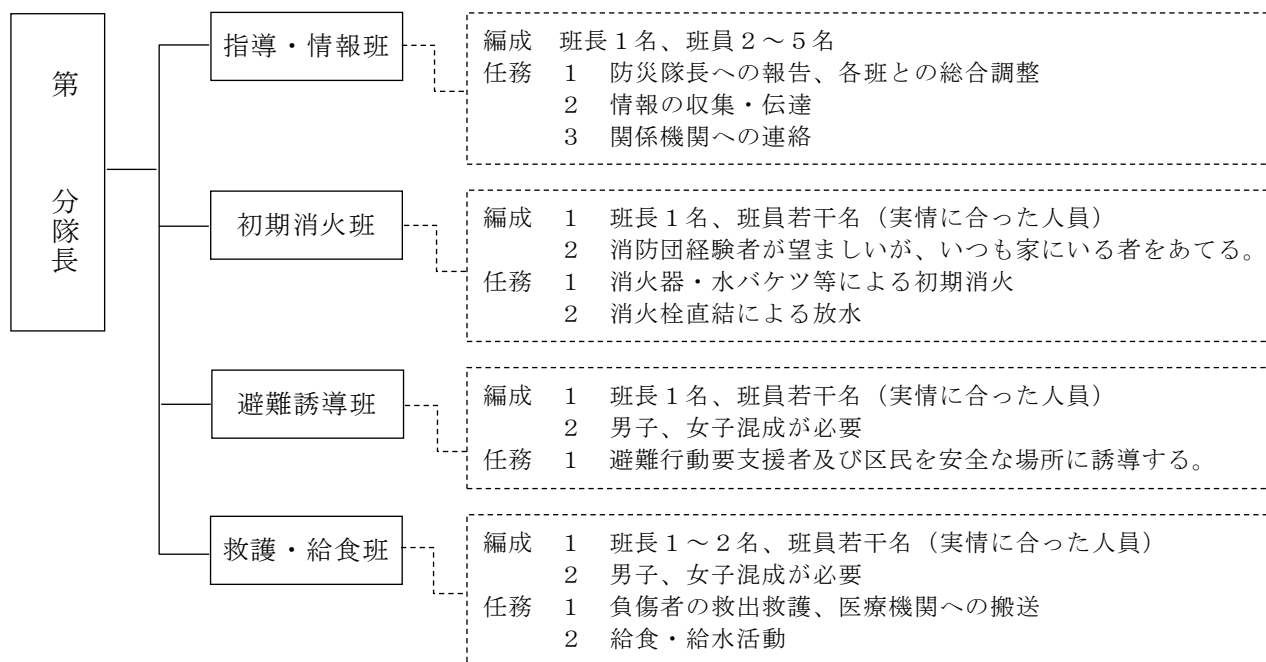 第　　分隊長
指導・情報班
編成　班長１名、班員２～５名
任務　１　防災隊長への報告、各班との総合調整
２　情報の収集・伝達
３　関係機関への連絡
初期消火班
編成　１　班長１名、班員若干名（実情に合った人員）
２　消防団経験者が望ましいが、いつも家にいる者をあてる。
任務　１　消火器・水バケツ等による初期消火
２　消火栓直結による放水
避難誘導班
編成　１　班長１名、班員若干名（実情に合った人員）
２　男子、女子混成が必要
任務　１　避難行動要支援者及び区民を安全な場所に誘導する。
救護・給食班
編成　１　班長１～２名、班員若干名（実情に合った人員）
２　男子、女子混成が必要
任務　１　負傷者の救出救護、医療機関への搬送
２　給食・給水活動